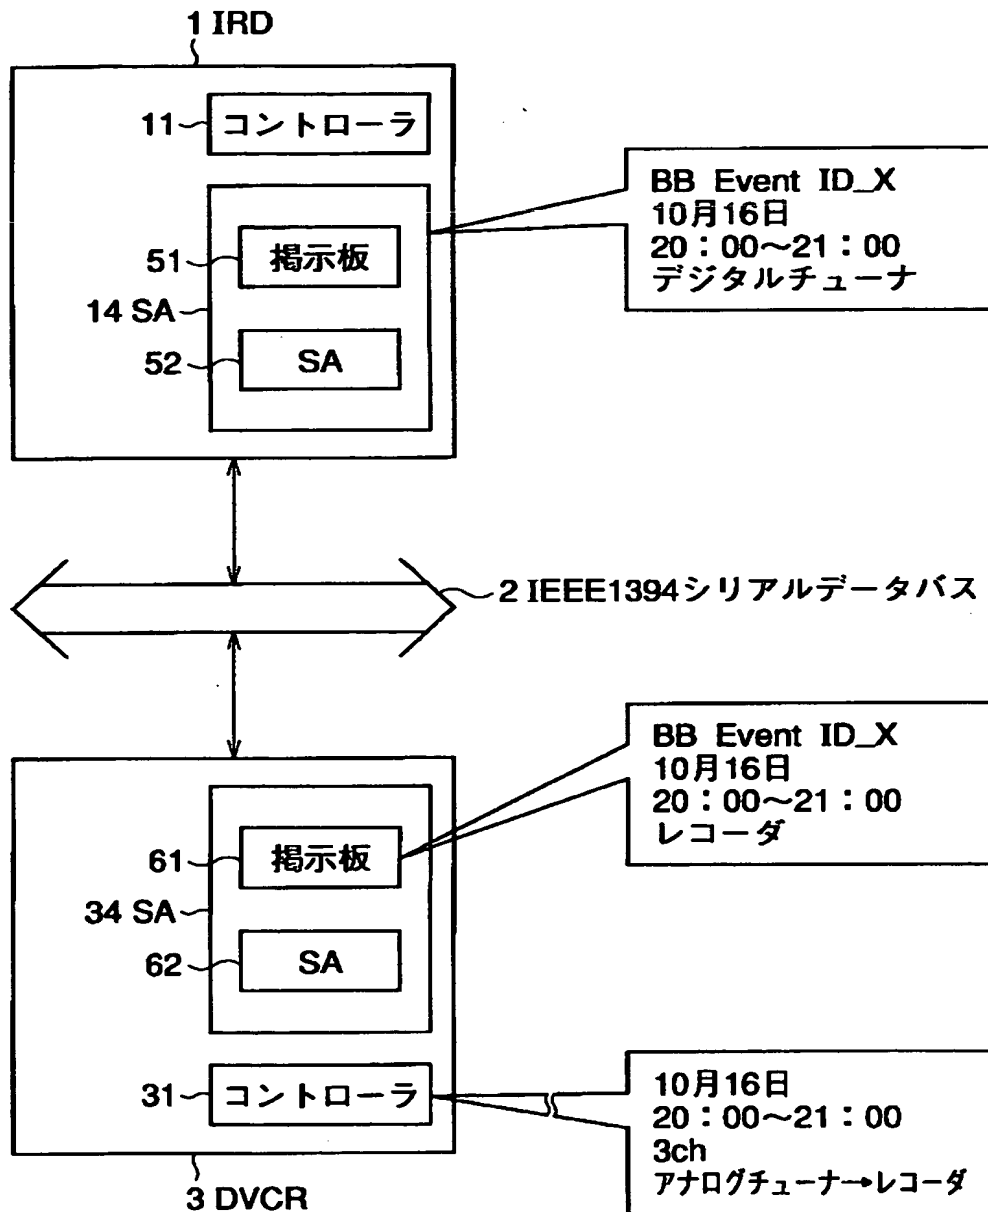 1 IRD
11
コントローラ
BB Event ID_X
10月16日
20：00～21：00
デジタルチューナ
51
掲示板
14 SA
52
SA
2 IEEE1394シリアルデータバス
BB Event ID_X
10月16日
20：00～21：00
レコーダ
61
掲示板
34 SA
62
SA
31
コントローラ
10月16日
20：00～21：00
3ch
アナログチューナ→レコーダ
3 DVCR